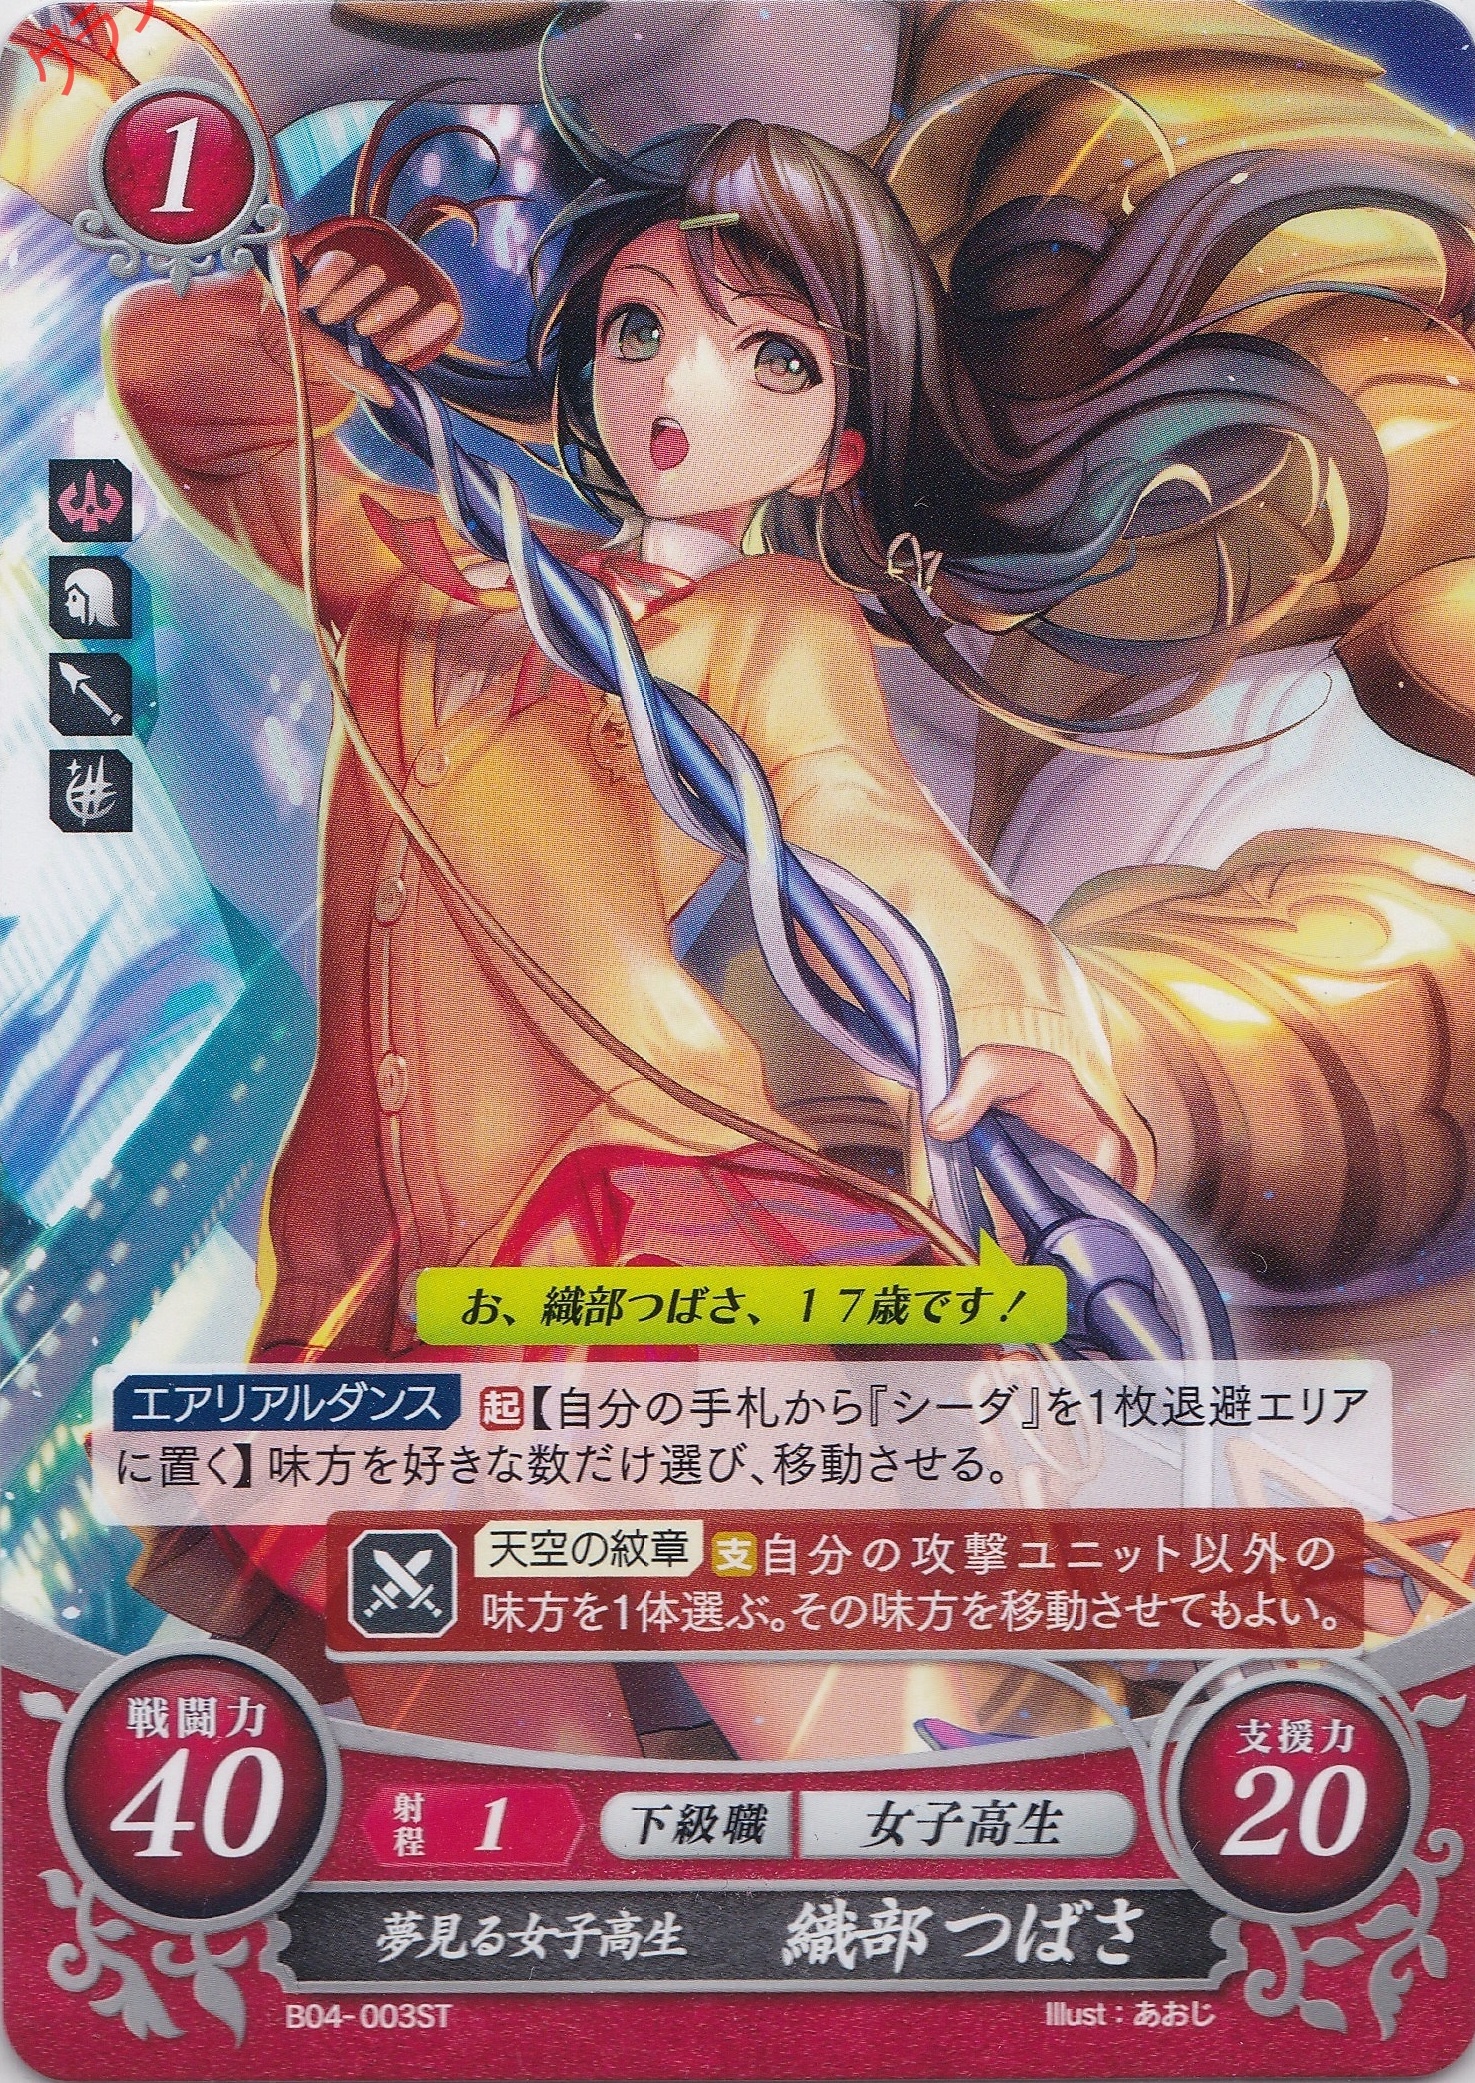 グラメ
1
お、織部つばさ、17歳です!
エアリアルダンス 起【自分の手札から『シーダ』を1枚退避エリア
に置く】味方を好きな数だけ選び、移動させる。
天空の紋章 支自分の攻撃ユニット以外の
味方を1体選ぶ。その味方を移動させてもよい。
戦闘力
40
射程 1
下級職 女子高生
支援力
20
夢見る女子高生 織部つばさ
B04-003ST
Illust:あおじ